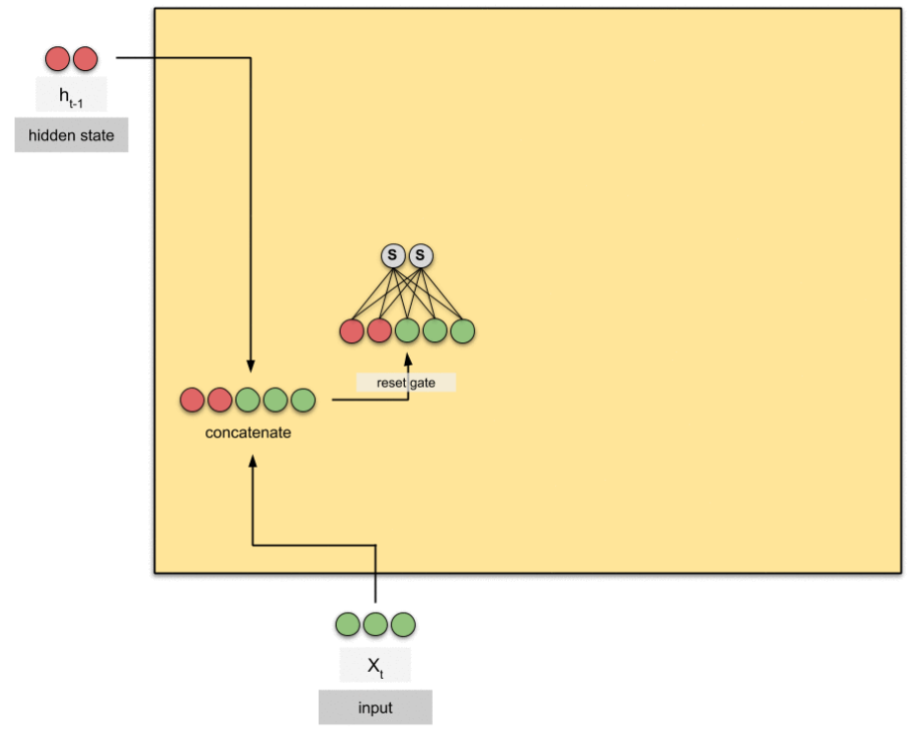 h t-1
hidden state
S S
reset gate
concatenate
X t
input